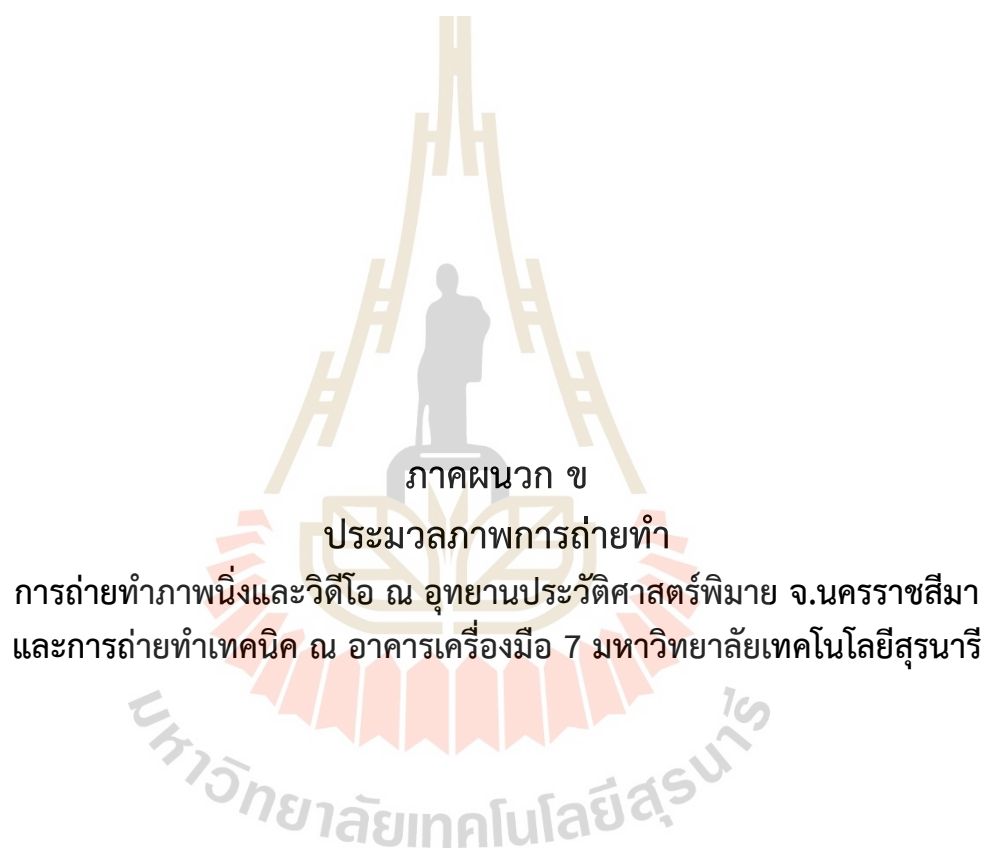 ภาคผนวก ข
ประมวลภาพการถ่ายทำ
การถ่ายทำภาพนิ่งและวิดีโอ ณ อุทยานประวัติศาสตร์พิมาย จ.นครราชสีมา
และการถ่ายทำเทคนิค ณ อาคารเครื่องมือ 7 มหาวิทยาลัยเทคโนโลยีสุรนารี
มหาวิทยาลัยเทคโนโลยีสุรนารี